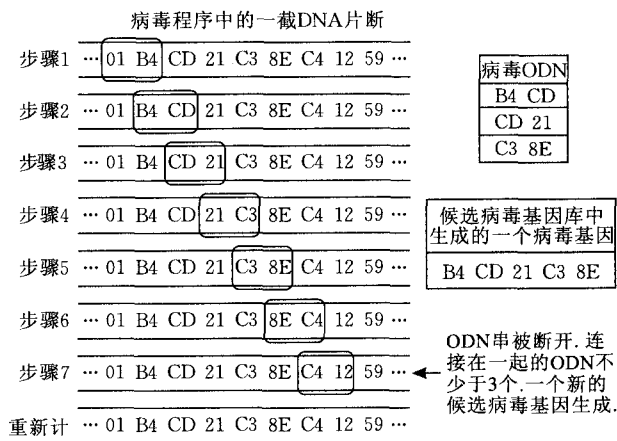 病毒程序中的一截DNA片断
步骤1 … 01 B4 CD 21 C3 8E C4 12 59 …
步骤2 … 01 B4 CD 21 C3 8E C4 12 59 …
步骤3 … 01 B4 CD 21 C3 8E C4 12 59 …
步骤4 … 01 B4 CD 21 C3 8E C4 12 59 …
步骤5 … 01 B4 CD 21 C3 8E C4 12 59 …
步骤6 … 01 B4 CD 21 C3 8E C4 12 59 …
步骤7 … 01 B4 CD 21 C3 8E C4 12 59 …
重新计 … 01 B4 CD 21 C3 8E C4 12 59 …
病毒ODN
B4 CD
CD 21
C3 8E
候选病毒基因库中
生成的一个病毒基因
B4 CD 21 C3 8E
ODN串被断开. 连
接在一起的ODN不
少于3个.一个新的
候选病毒基因生成.